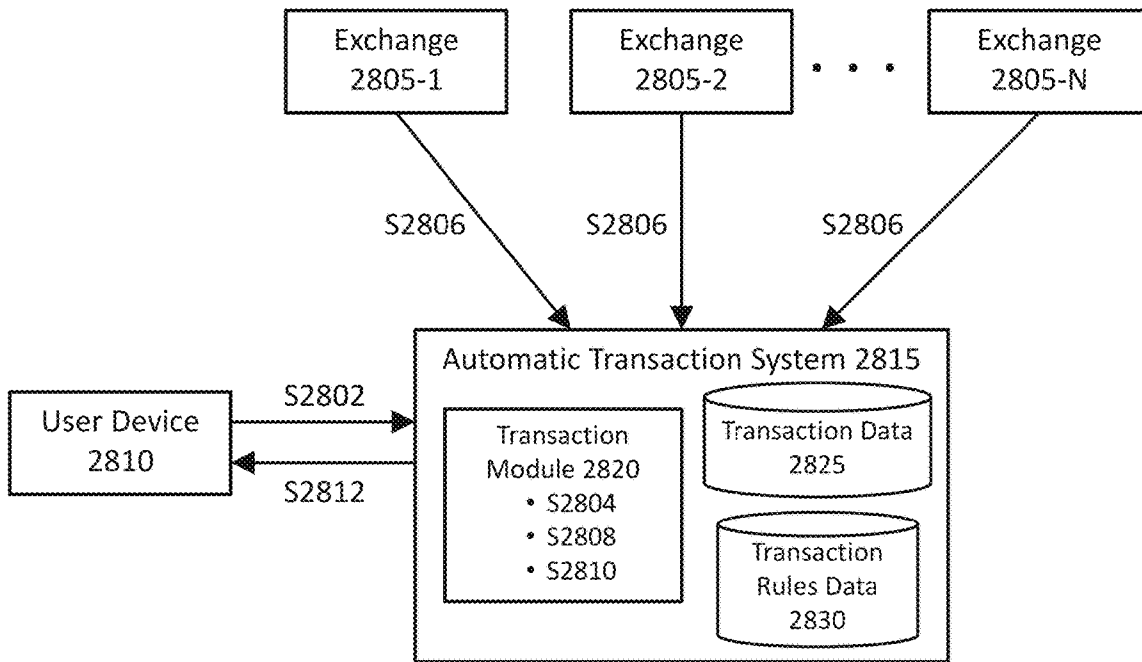 Exchange
2805-1
Exchange
2805-2
• • •
Exchange
2805-N
S2806
S2806
S2806
Automatic Transaction System 2815
User Device
2810
S2802
S2812
Transaction
Module 2820
• S2804
• S2808
• S2810
Transaction Data
2825
Transaction
Rules Data
2830